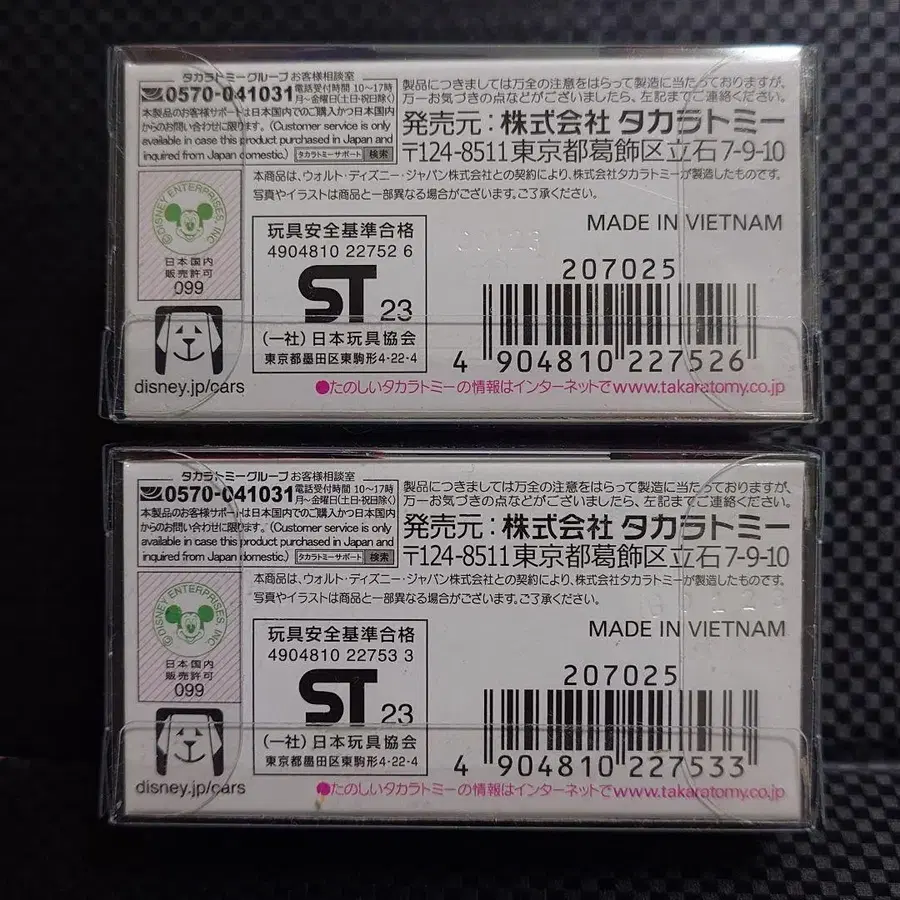 タカラトミーグループお客様相談室
0570-041031 電話受付時間 10〜17時
月〜金曜日(土日・祝日除く)
本製品のお客様サポートは日本国内でのご購入かつ日本国内
からのお問い合わせに限ります。(Customer service is only
available in case this product purchased in Japan and
inquired from Japan domestic.) タカラトミーサポート 検索
製品につきましては万全の注意をはらって製造に当たっておりますが、
万一お気づきの点などがございましたら、左記までご連絡ください。
発売元：株式会社 タカラトミー
〒124-8511 東京都葛飾区立石 7-9-10
本商品は、ウォルト・ディズニー・ジャパン株式会社との契約により、株式会社タカラトミーが製造したものです。
写真やイラストは商品と一部異なる場合がございます。ご了承ください。
©DISNEY ENTERPRISES, INC
日本国内
販売許可
099
disney.jp/cars
玩具安全基準合格
4904810 22752 6
ST 23
(一社)日本玩具協会
東京都墨田区東駒形4-22-4
MADE IN VIETNAM
207025
4 904810 227526
●たのしいタカラトミーの情報はインターネットでwww.takaratomy.co.jp
タカラトミーグループお客様相談室
0570-041031 電話受付時間 10〜17時
月〜金曜日(土日・祝日除く)
本製品のお客様サポートは日本国内でのご購入かつ日本国内
からのお問い合わせに限ります。(Customer service is only
available in case this product purchased in Japan and
inquired from Japan domestic.) タカラトミーサポート 検索
製品につきましては万全の注意をはらって製造に当たっておりますが、
万一お気づきの点などがございましたら、左記までご連絡ください。
発売元：株式会社 タカラトミー
〒124-8511 東京都葛飾区立石 7-9-10
本商品は、ウォルト・ディズニー・ジャパン株式会社との契約により、株式会社タカラトミーが製造したものです。
写真やイラストは商品と一部異なる場合がございます。ご了承ください。
©DISNEY ENTERPRISES, INC
日本国内
販売許可
099
disney.jp/cars
玩具安全基準合格
4904810 22753 3
ST 23
(一社)日本玩具協会
東京都墨田区東駒形4-22-4
MADE IN VIETNAM
207025
4 904810 227533
●たのしいタカラトミーの情報はインターネットでwww.takaratomy.co.jp